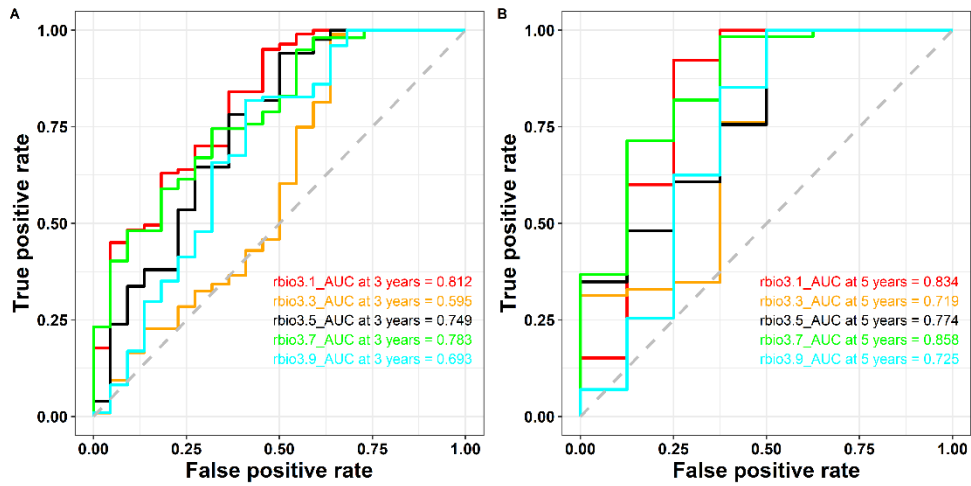 A
1.00
0.75
0.50
0.25
0.00
True positive rate
rbio3.1_AUC at 3 years = 0.812
rbio3.3_AUC at 3 years = 0.595
rbio3.5_AUC at 3 years = 0.749
rbio3.7_AUC at 3 years = 0.783
rbio3.9_AUC at 3 years = 0.693
0.00 0.25 0.50 0.75 1.00
False positive rate
B
1.00
0.75
0.50
0.25
0.00
True positive rate
rbio3.1_AUC at 5 years = 0.834
rbio3.3_AUC at 5 years = 0.719
rbio3.5_AUC at 5 years = 0.774
rbio3.7_AUC at 5 years = 0.858
rbio3.9_AUC at 5 years = 0.725
0.00 0.25 0.50 0.75 1.00
False positive rate